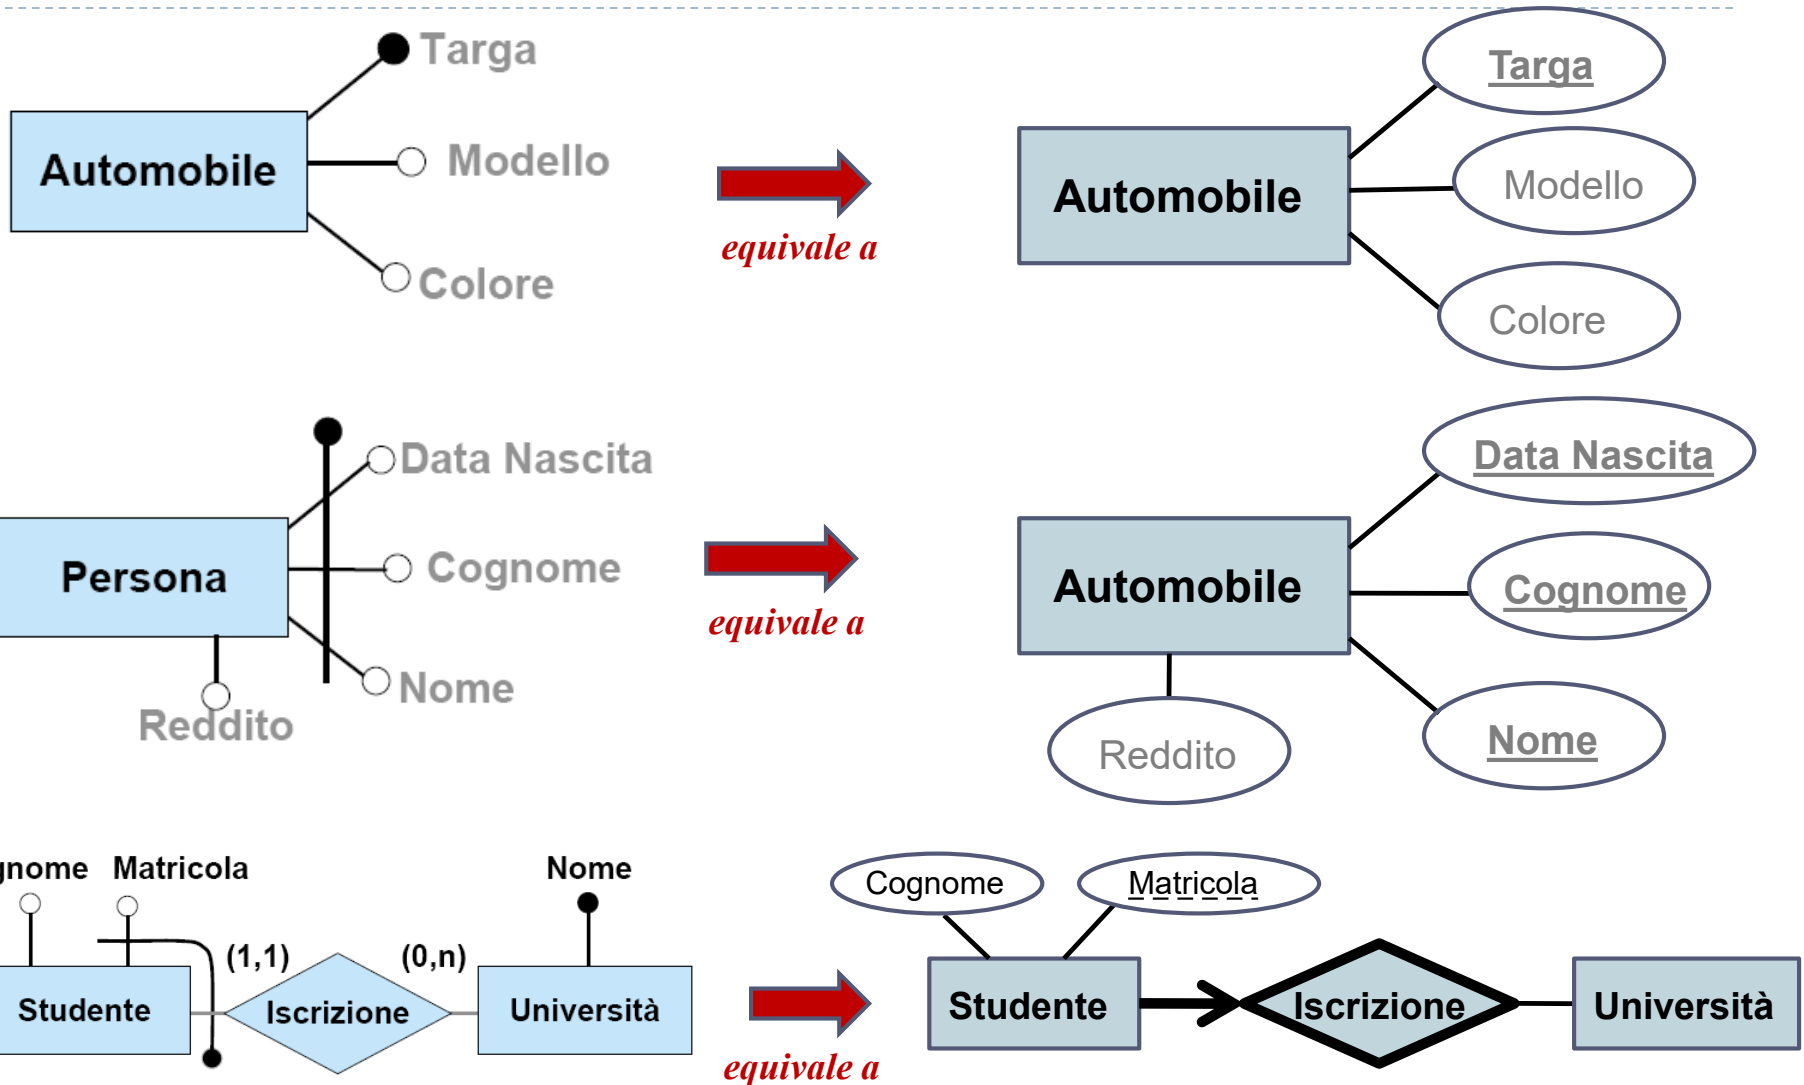 Targa
Automobile
Modello
Colore
equivale a
Targa
Automobile
Modello
Colore
Data Nascita
Persona
Cognome
Nome
Reddito
equivale a
Data Nascita
Automobile
Cognome
Nome
Reddito
gnome Matricola
Nome
(1,1) (0,n)
Studente Iscrizione Università
equivale a
Cognome Matricola
Studente Iscrizione Università